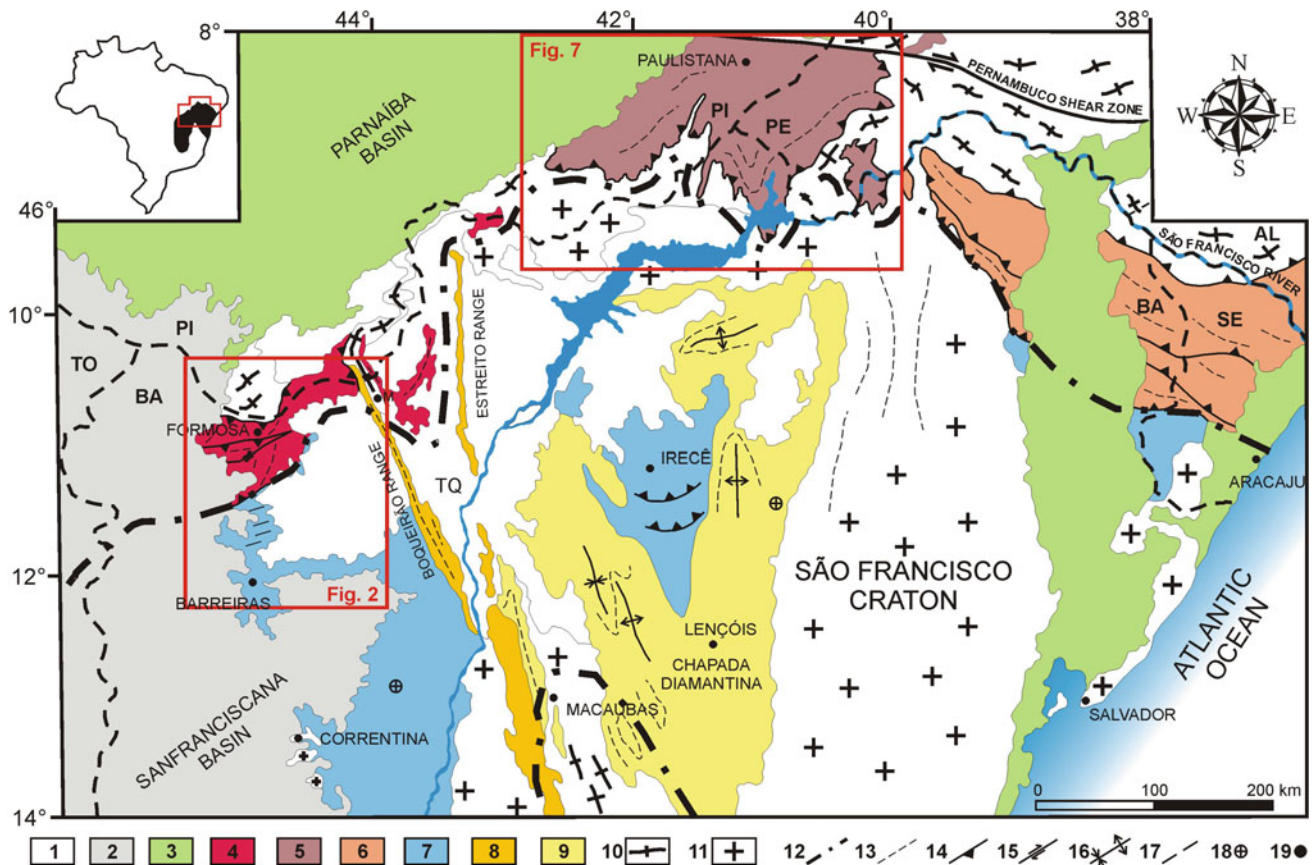 44° 42° 40° 38°
8°
Fig. 7
PAULISTANA
PERNAMBUCO SHEAR ZONE
N
W E
S
PARNAÍBA
BASIN
PI
PE
46°
SÃO FRANCISCO RIVER
AL
10°
PI
TO
BA
ESTREITO RANGE
BA
SE
M
FORMOSA
BOQUEIRÃO RANGE
TQ
IRECÊ
ARACAJU
12°
BARREIRAS
Fig. 2
SÃO FRANCISCO
CRATON
ATLANTIC
OCEAN
LENÇÓIS
CHAPADA
DIAMANTINA
MACAÚBAS
SALVADOR
SANFRANCISCANA
BASIN
CORRENTINA
0 100 200 km
14°
1 2 3 4 5 6 7 8 9 10 11 12 13 14 15 16 17 18 19